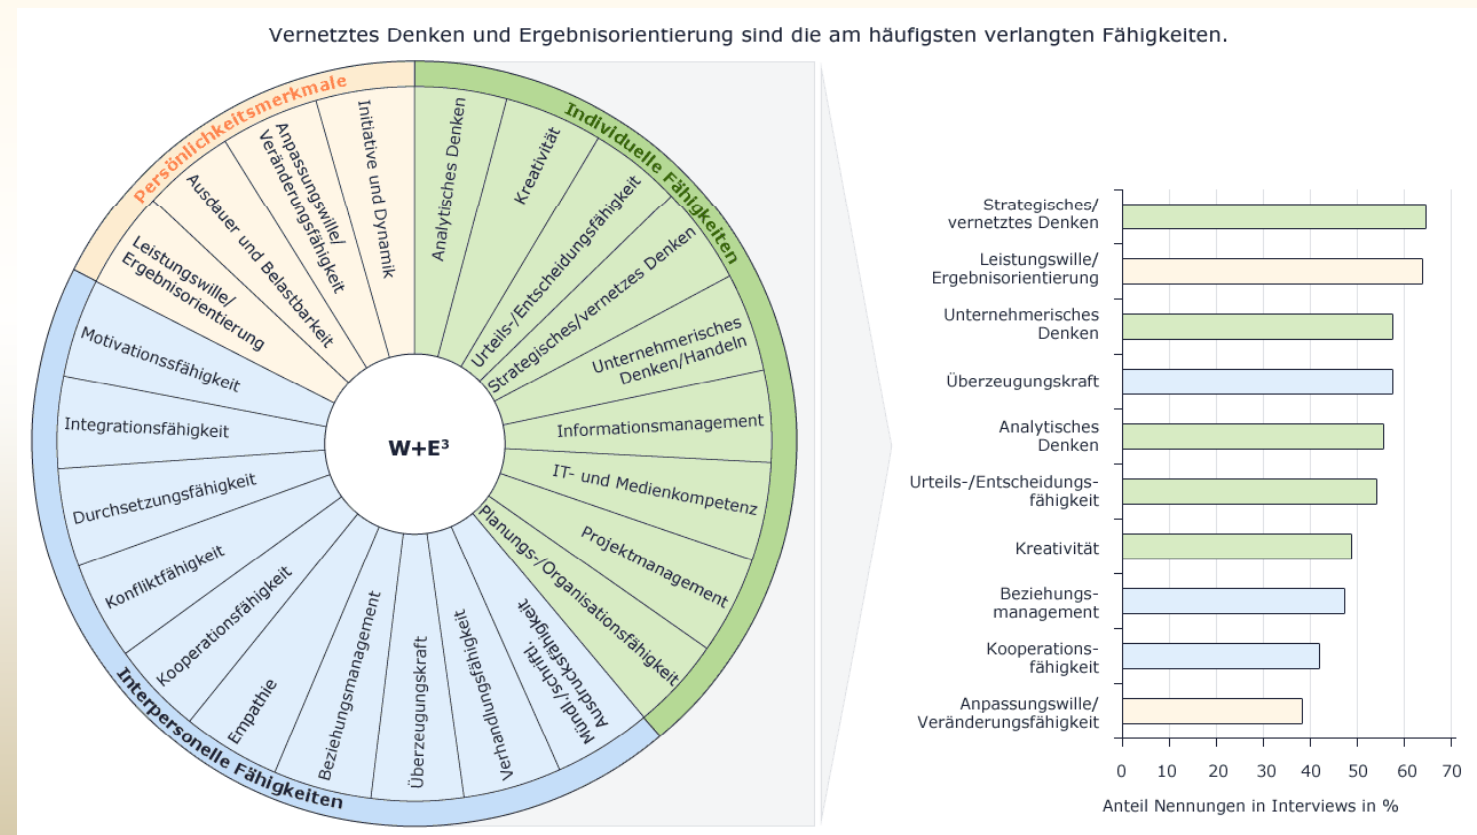 Vernetztes Denken und Ergebnisorientierung sind die am häufigsten verlangten Fähigkeiten.
Persönlichkeitsmerkmale
Leistungswille/
Ergebnisorientierung
Ausdauer und Belastbarkeit
Anpassungswille/
Veränderungsfähigkeit
Initiative und Dynamik
Individuelle Fähigkeiten
Analytisches Denken
Kreativität
Urteils-/Entscheidungsfähigkeit
Strategisches/vernetzes Denken
Unternehmerisches
Denken/Handeln
Informationsmanagement
IT- und Medienkompetenz
Projektmanagement
Planungs-/Organisationsfähigkeit
Interpersonelle Fähigkeiten
Mündl./schriftl.
Ausdrucksfähigkeit
Verhandlungsfähigkeit
Überzeugungskraft
Beziehungsmanagement
Empathie
Kooperationsfähigkeit
Konfliktfähigkeit
Durchsetzungsfähigkeit
Integrationsfähigkeit
Motivationssfähigkeit
W+E³
Strategisches/
vernetztes Denken
Leistungswille/
Ergebnisorientierung
Unternehmerisches
Denken
Überzeugungskraft
Analytisches
Denken
Urteils-/Entscheidungs-
fähigkeit
Kreativität
Beziehungs-
management
Kooperations-
fähigkeit
Anpassungswille/
Veränderungsfähigkeit
0 10 20 30 40 50 60 70
Anteil Nennungen in Interviews in %